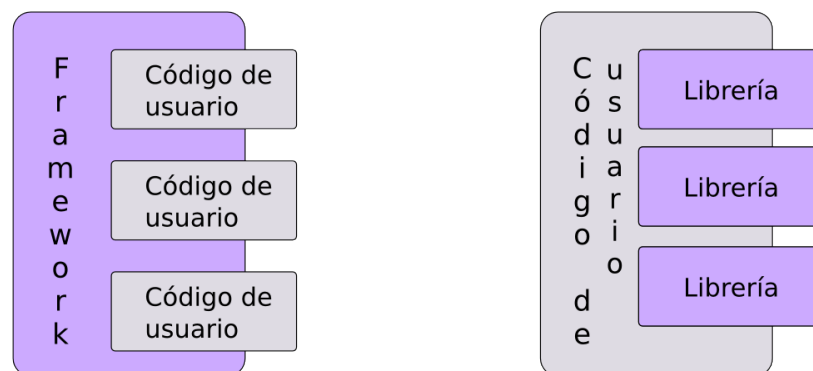 Framework
Código de
usuario
Código de
usuario
Código de
usuario
Código de
usuario
Librería
Librería
Librería